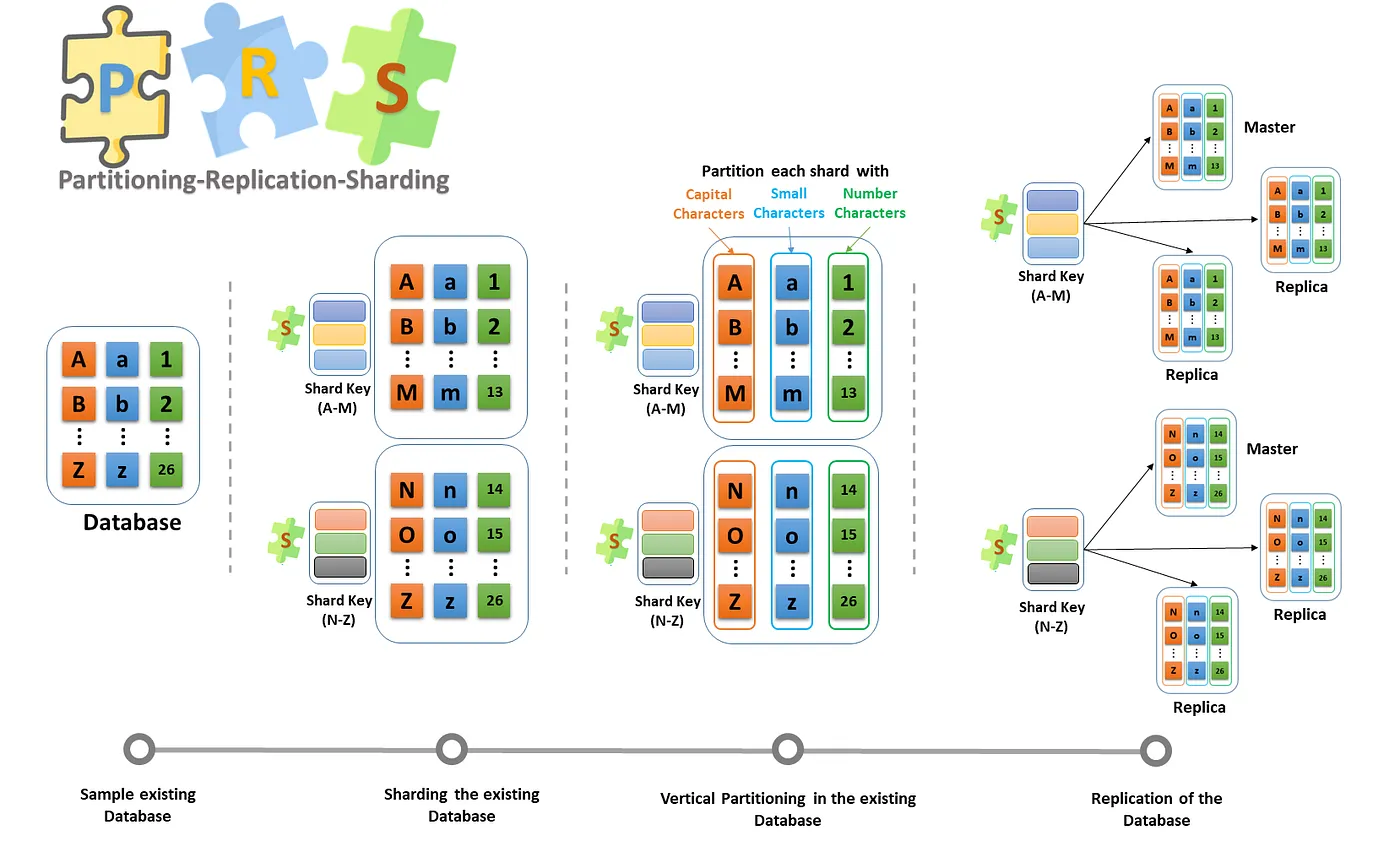 P R S
Partitioning-Replication-Sharding
A a 1
B b 2
Z z 26
Database
Shard Key
(A-M)
A a 1
B b 2
M m 13
Shard Key
(N-Z)
N n 14
O o 15
Z z 26
S
S
Partition each shard with
Capital
Characters
Small
Characters
Number
Characters
S
Shard Key
(A-M)
A a 1
B b 2
M m 13
S
Shard Key
(N-Z)
N n 14
O o 15
Z z 26
S
Shard Key
(A-M)
A a 1
B b 2
M m 13
Master
A a 1
B b 2
M m 13
Replica
A a 1
B b 2
M m 13
Replica
S
Shard Key
(N-Z)
N n 14
O o 15
Z z 26
Master
N n 14
O o 15
Z z 26
Replica
N n 14
O o 15
Z z 26
Replica
Sample existing
Database
Sharding the existing
Database
Vertical Partitioning in the existing
Database
Replication of the
Database